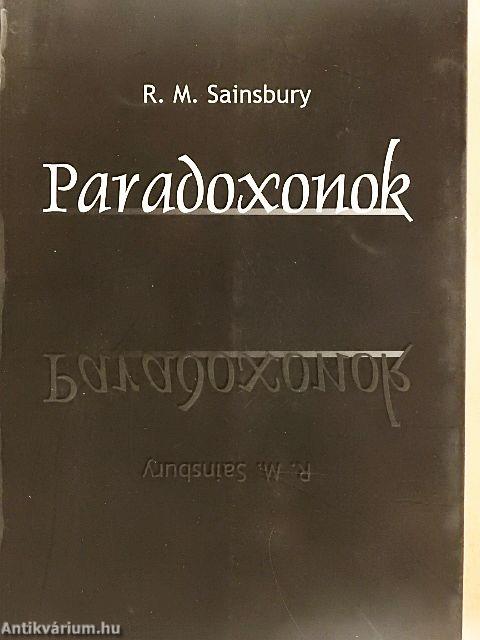 R. M. Sainsbury
Paradoxonok
Paradoxonok
R. M. Sainsbury
Antikvárium.hu